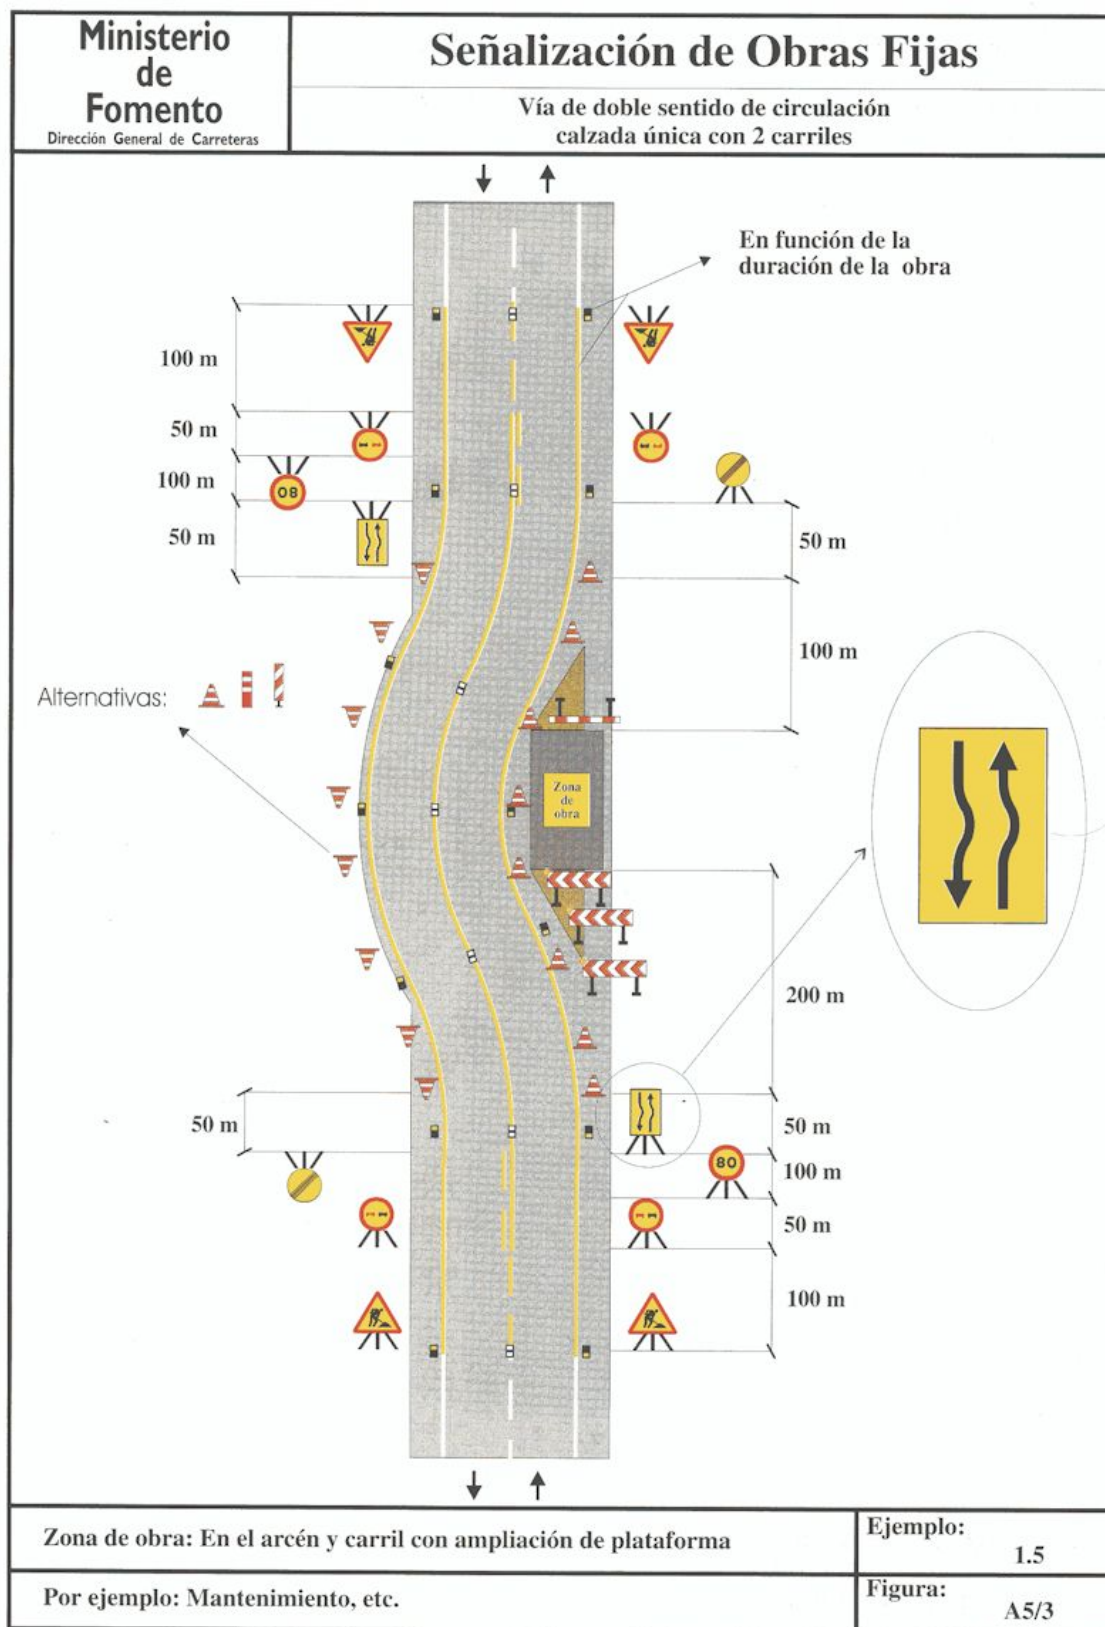 Ministerio
de
Fomento
Dirección General de Carreteras
Señalización de Obras Fijas
Vía de doble sentido de circulación
calzada única con 2 carriles
En función de la
duración de la obra
100 m
50 m
100 m
50 m
80
50 m
100 m
Alternativas:
Zona
de
obra
200 m
50 m
50 m
80
100 m
50 m
100 m
Zona de obra: En el arcén y carril con ampliación de plataforma
Ejemplo:
1.5
Por ejemplo: Mantenimiento, etc.
Figura:
A5/3